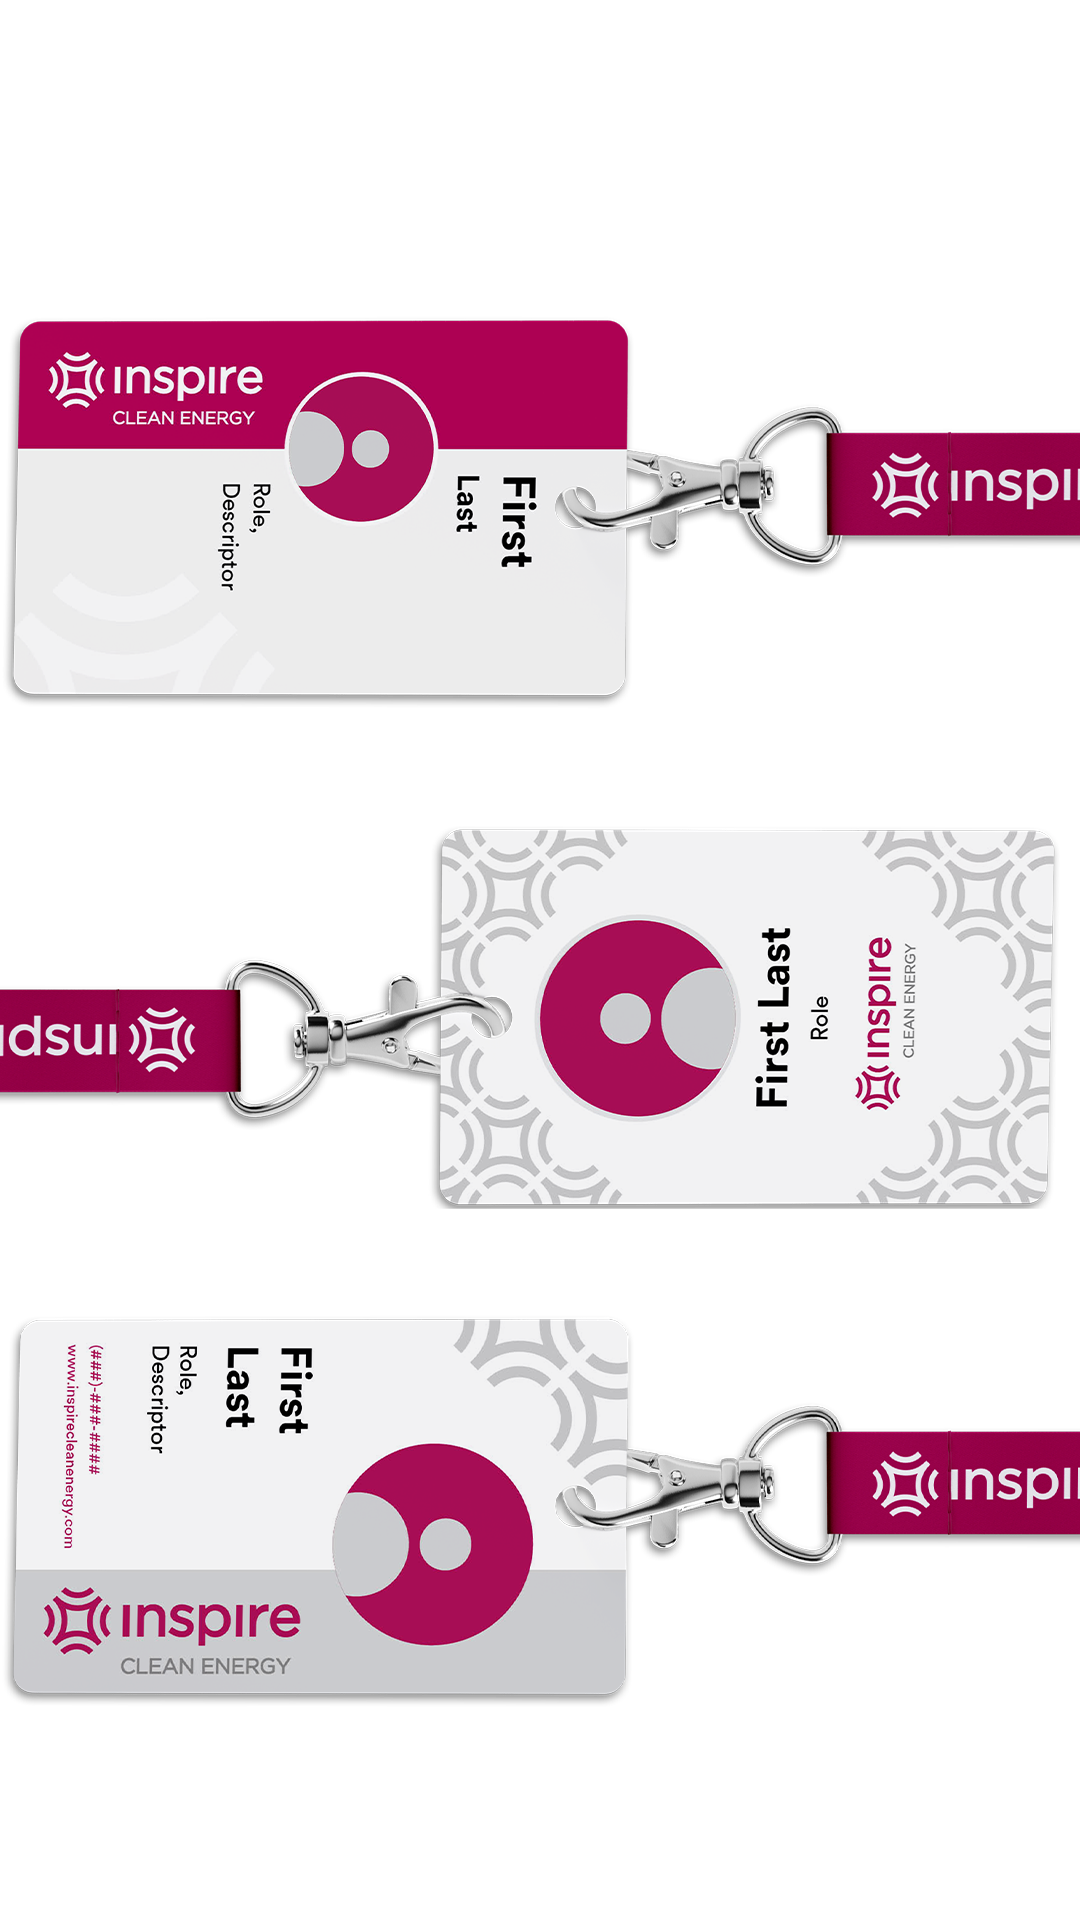 inspire
CLEAN ENERGY
First
Last
Role,
Descriptor
inspi
First Last
Role
inspire
CLEAN ENERGY
insp
First
Last
Role,
Descriptor
(###)-###-####
www.inspirecleanenergy.com
inspire
CLEAN ENERGY
inspi